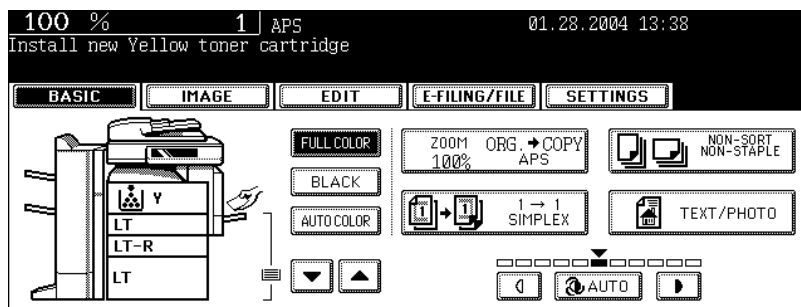 100 % 1 APS 01.28.2004 13:38
Install new Yellow toner cartridge
BASIC IMAGE EDIT E-FILING/FILE SETTINGS
FULL COLOR
ZOOM ORG.➔COPY
100% APS
NON-SORT
NON-STAPLE
BLACK
Y
LT
LT-R
LT
AUTO COLOR
1 1
1 → 1
SIMPLEX
TEXT/PHOTO
AUTO